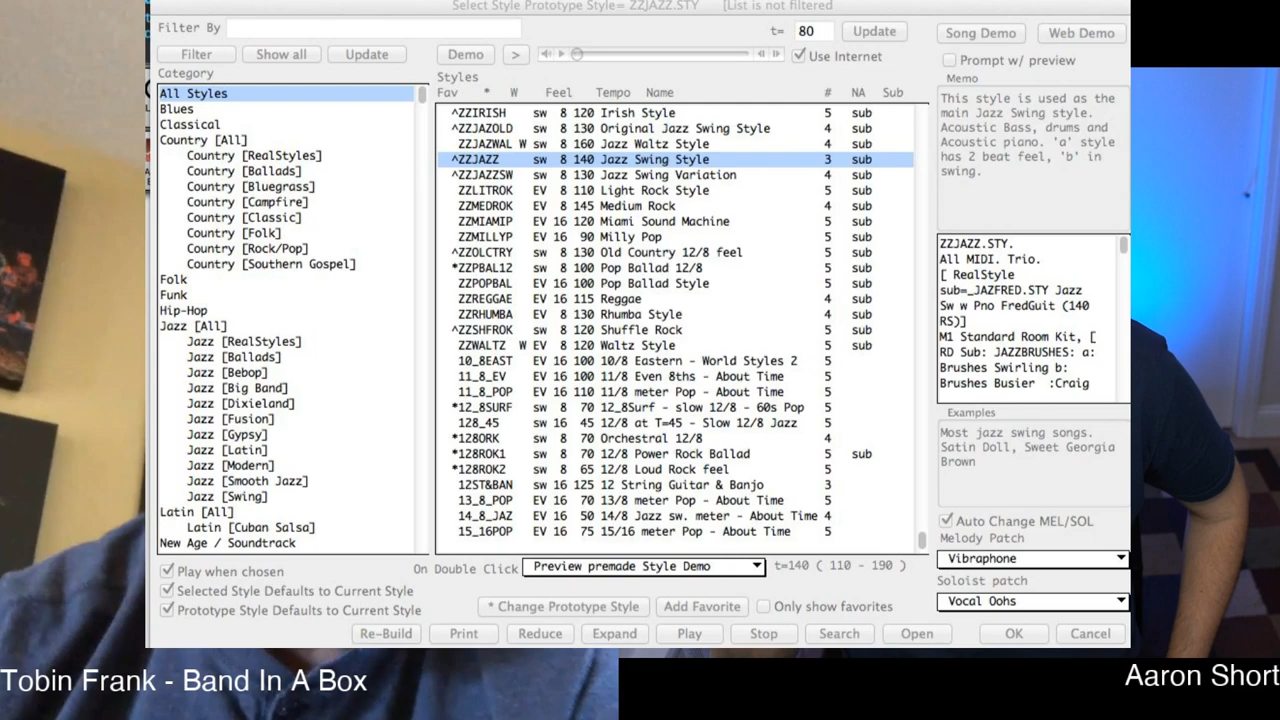 Select Style Prototype Style= ZZJAZZ.STY [List is not filtered
Filter By
t= 80 Update
Song Demo Web Demo
Filter Show all Update
Demo >
Use Internet
Prompt w/ preview
Category
Styles
Memo
Fav * W Feel Tempo Name # NA Sub
All Styles
Blues
Classical
Country [All]
Country [RealStyles]
Country [Ballads]
Country [Bluegrass]
Country [Campfire]
Country [Classic]
Country [Folk]
Country [Rock/Pop]
Country [Southern Gospel]
Folk
Funk
Hip-Hop
Jazz [All]
Jazz [RealStyles]
Jazz [Ballads]
Jazz [Bebop]
Jazz [Big Band]
Jazz [Dixieland]
Jazz [Fusion]
Jazz [Gypsy]
Jazz [Latin]
Jazz [Modern]
Jazz [Smooth Jazz]
Jazz [Swing]
Latin [All]
Latin [Cuban Salsa]
New Age / Soundtrack
^ZZIRISH sw 8 120 Irish Style 5 sub
^ZZJAZOLD sw 8 130 Original Jazz Swing Style 4 sub
ZZJAZWAL W sw 8 160 Jazz Waltz Style 4 sub
^ZZJAZZ sw 8 140 Jazz Swing Style 3 sub
^ZZJAZZSW sw 8 130 Jazz Swing Variation 4 sub
ZZLITROK EV 8 110 Light Rock Style 5 sub
ZZMEDROK EV 8 145 Medium Rock 4 sub
ZZMIAMIP EV 16 120 Miami Sound Machine 5 sub
ZZMILLYP EV 16 90 Milly Pop 5 sub
^ZZOLCTRY sw 8 130 Old Country 12/8 feel 5 sub
*ZZPBAL12 sw 8 100 Pop Ballad 12/8 5 sub
ZZPOPBAL EV 16 100 Pop Ballad Style 5 sub
ZZREGGAE EV 8 115 Reggae 4 sub
ZZRHUMBA EV 8 130 Rhumba Style 4 sub
^ZZSHFROK sw 8 120 Shuffle Rock 5 sub
ZZWALTZ W EV 16 120 Waltz Style 5 sub
10_8EAST EV 16 100 10/8 Eastern - World Styles 2 5
11_8_EV EV 16 100 11/8 Even 8ths - About Time 5
11_8_POP EV 16 110 11/8 meter Pop - About Time 5
*12_8SURF sw 8 70 12_8Surf - slow 12/8 - 60s Pop 5
128_45 sw 16 45 12/8 at T=45 - Slow 12/8 Jazz 5
*128ORK sw 8 70 Orchestral 12/8 4
*128ROK1 sw 8 70 12/8 Power Rock Ballad 5 sub
*128ROK2 sw 8 65 12/8 Loud Rock feel 5
12ST&BAN sw 16 125 12 String Guitar & Banjo 3
13_8_POP EV 16 70 13/8 meter Pop - About Time 5
14_8_JAZ EV 16 50 14/8 Jazz sw. meter - About Time 4
15_16POP EV 16 75 15/16 meter Pop - About Time 5
This style is used as the
main Jazz Swing style.
Acoustic Bass, drums and
Acoustic piano. 'a' style
has 2 beat feel, 'b' in
swing.
ZZJAZZ.STY.
All MIDI. Trio.
[ RealStyle
sub=_JAZFRED.STY Jazz
Sw w Pno FredGuit (140
RS)]
M1 Standard Room Kit, [
RD Sub: JAZZBRUSHES: a:
Brushes Swirling b:
Brushes Busier :Craig
Examples
Most jazz swing songs.
Satin Doll, Sweet Georgia
Brown
Auto Change MEL/SOL
Melody Patch
Vibraphone
Soloist patch
Vocal Oohs
Play when chosen
On Double Click Preview premade Style Demo t=140 ( 110 - 190 )
Selected Style Defaults to Current Style
Prototype Style Defaults to Current Style
* Change Prototype Style Add Favorite Only show favorites
Re-Build Print Reduce Expand Play Stop Search Open OK Cancel
Tobin Frank - Band In A Box
Aaron Short